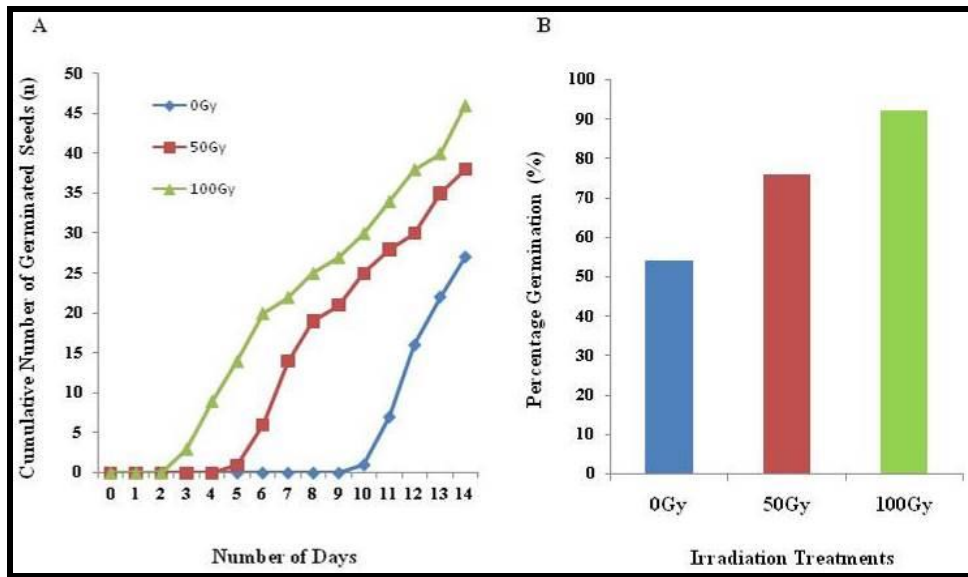 A
Cumulative Number of Germinated Seeds (n)
50
45
40
35
30
25
20
15
10
5
0
0Gy
50Gy
100Gy
0 1 2 3 4 5 6 7 8 9 10 11 12 13 14
Number of Days
B
Percentage Germination (%)
100
90
80
70
60
50
40
30
20
10
0
0Gy 50Gy 100Gy
Irradiation Treatments